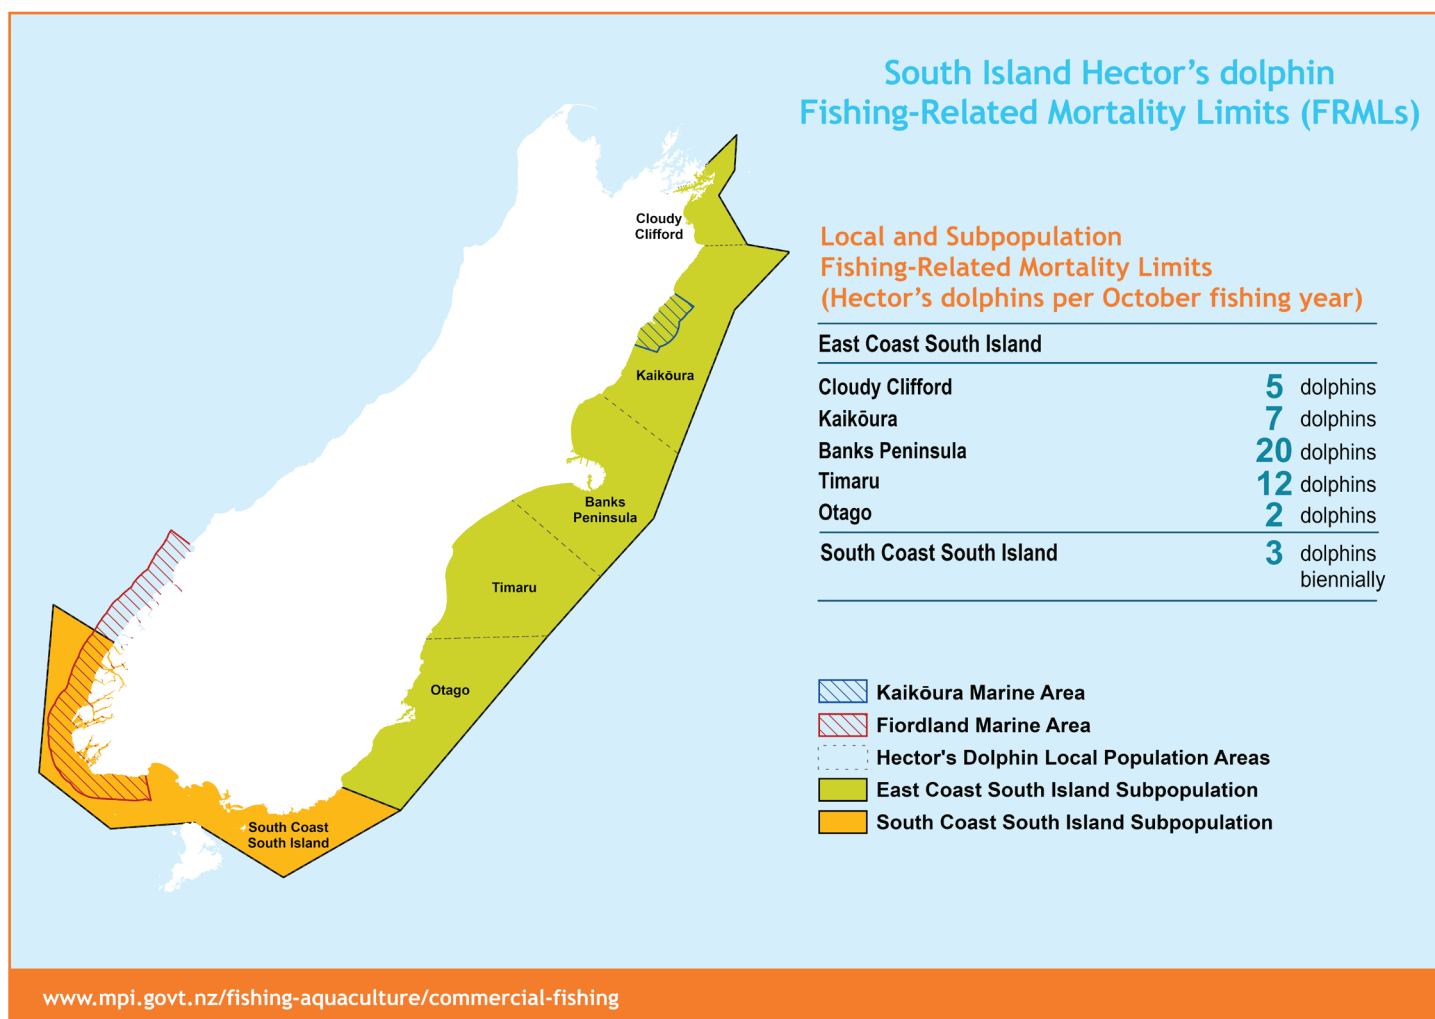 South Island Hector's dolphin
Fishing-Related Mortality Limits (FRMLs)
Local and Subpopulation
Fishing-Related Mortality Limits
(Hector's dolphins per October fishing year)
East Coast South Island
Cloudy Clifford 5 dolphins
Kaikōura 7 dolphins
Banks Peninsula 20 dolphins
Timaru 12 dolphins
Otago 2 dolphins
South Coast South Island 3 dolphins
biennially
Cloudy
Clifford
Kaikōura
Banks
Peninsula
Timaru
Otago
South Coast
South Island
Kaikōura Marine Area
Fiordland Marine Area
Hector's Dolphin Local Population Areas
East Coast South Island Subpopulation
South Coast South Island Subpopulation
www.mpi.govt.nz/fishing-aquaculture/commercial-fishing